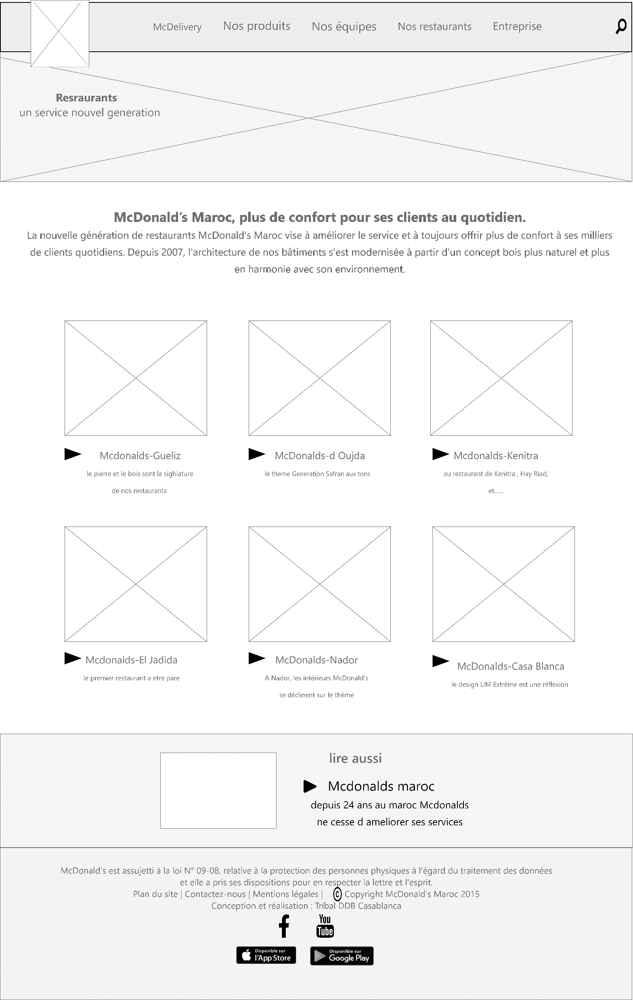 McDelivery Nos produits Nos équipes Nos restaurants Entreprise
Resraurants
un service nouvel generation
McDonald’s Maroc, plus de confort pour ses clients au quotidien.
La nouvelle génération de restaurants McDonald's Maroc vise à améliorer le service et à toujours offrir plus de confort à ses milliers
de clients quotidiens. Depuis 2007, l'architecture de nos bâtiments s'est modernisée à partir d'un concept bois plus naturel et plus
en harmonie avec son environnement.
Mcdonalds-Gueliz
le pierre et le bois sont la sighiature
de nos restaurants
McDonalds-d Oujda
le theme Generation Safran aux tons
Mcdonalds-Kenitra
au restaurant de Kenitra , Hay Riad,
et......
Mcdonalds-El Jadida
le premier restaurant a etre pare
McDonalds-Nador
A Nador, les intérieurs McDonald's
se déclinent sur le thème
McDonalds-Casa Blanca
le design LIM Extrême est une réflexion
lire aussi
Mcdonalds maroc
depuis 24 ans au maroc Mcdonalds
ne cesse d ameliorer ses services
McDonald's est assujetti à la loi N° 09-08, relative à la protection des personnes physiques à l'égard du traitement des données
et elle a pris ses dispositions pour en respecter la lettre et l'esprit.
Plan du site | Contactez-nous | Mentions légales | © Copyright McDonald's Maroc 2015
Conception et réalisation : Tribal DDB Casablanca
f
You
Tube
Disponible sur
l'App Store
Disponible sur
Google Play